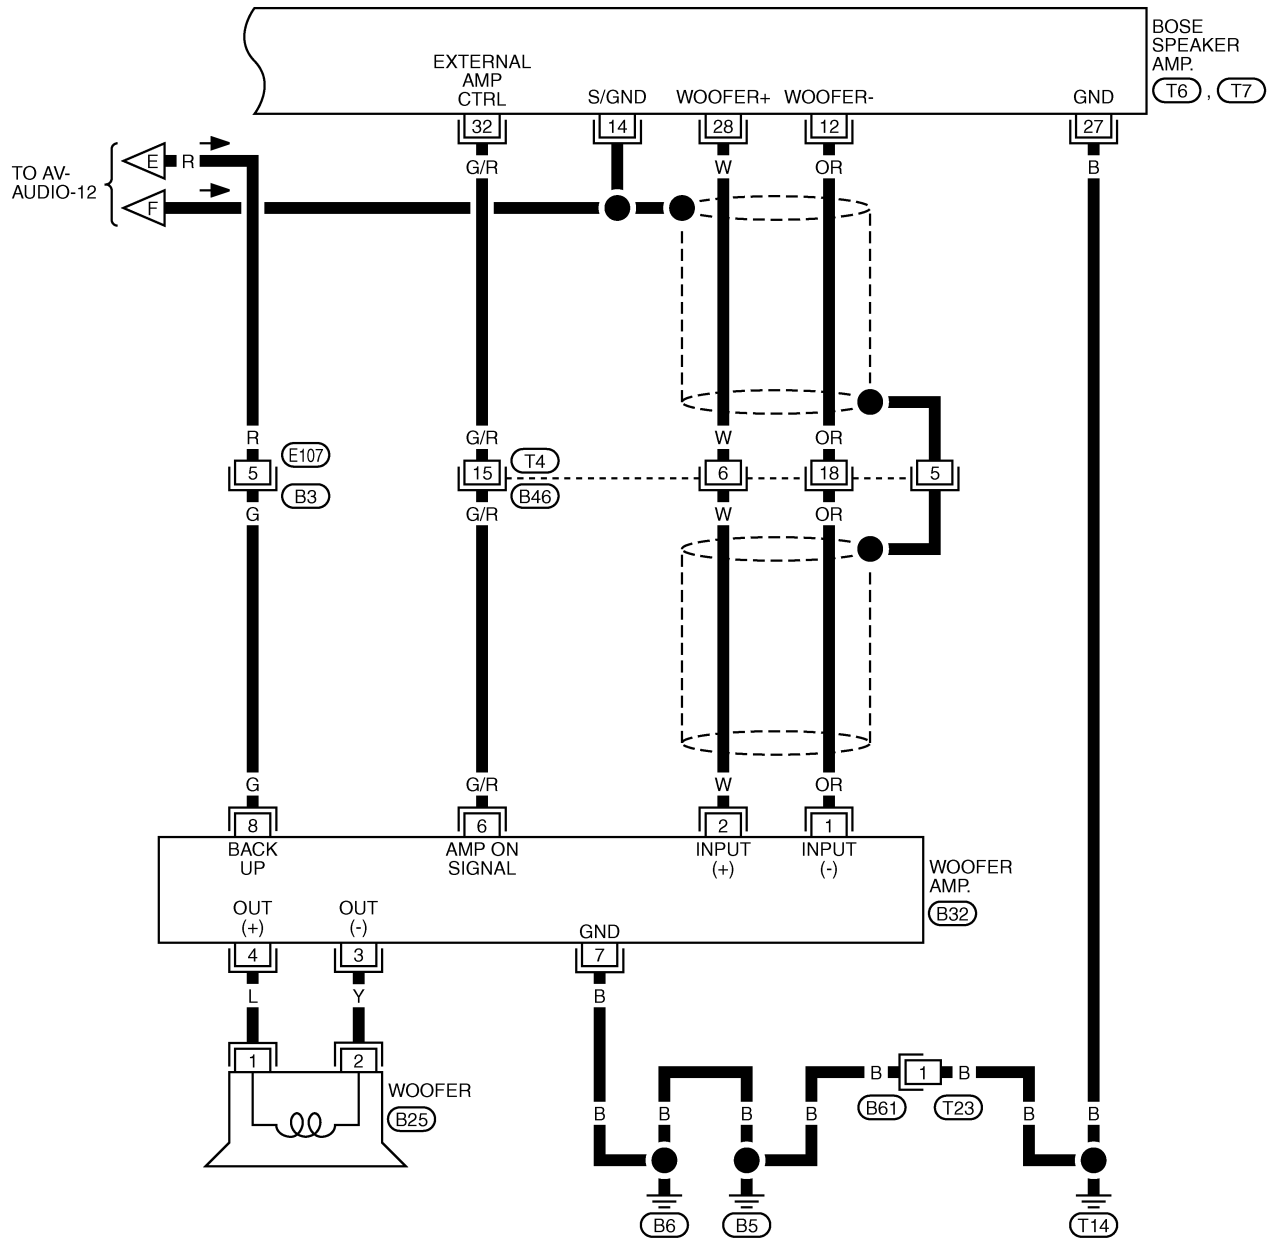 BOSE
SPEAKER
AMP.
T6 , T7
EXTERNAL
AMP
CTRL
S/GND
WOOFER+
WOOFER-
GND
32
14
28
12
27
G/R
W
OR
B
TO AV-
AUDIO-12
E
R
F
R
G/R
W
OR
5
E107
B3
15
T4
B46
6
18
5
G
G/R
W
OR
G
G/R
W
OR
8
6
2
1
BACK
UP
AMP ON
SIGNAL
INPUT
(+)
INPUT
(-)
WOOFER
AMP.
B32
OUT
(+)
OUT
(-)
GND
4
3
7
L
Y
B
1
2
WOOFER
B25
B
1
B
B61
T23
B
B
B
B
B
B
B6
B5
T14